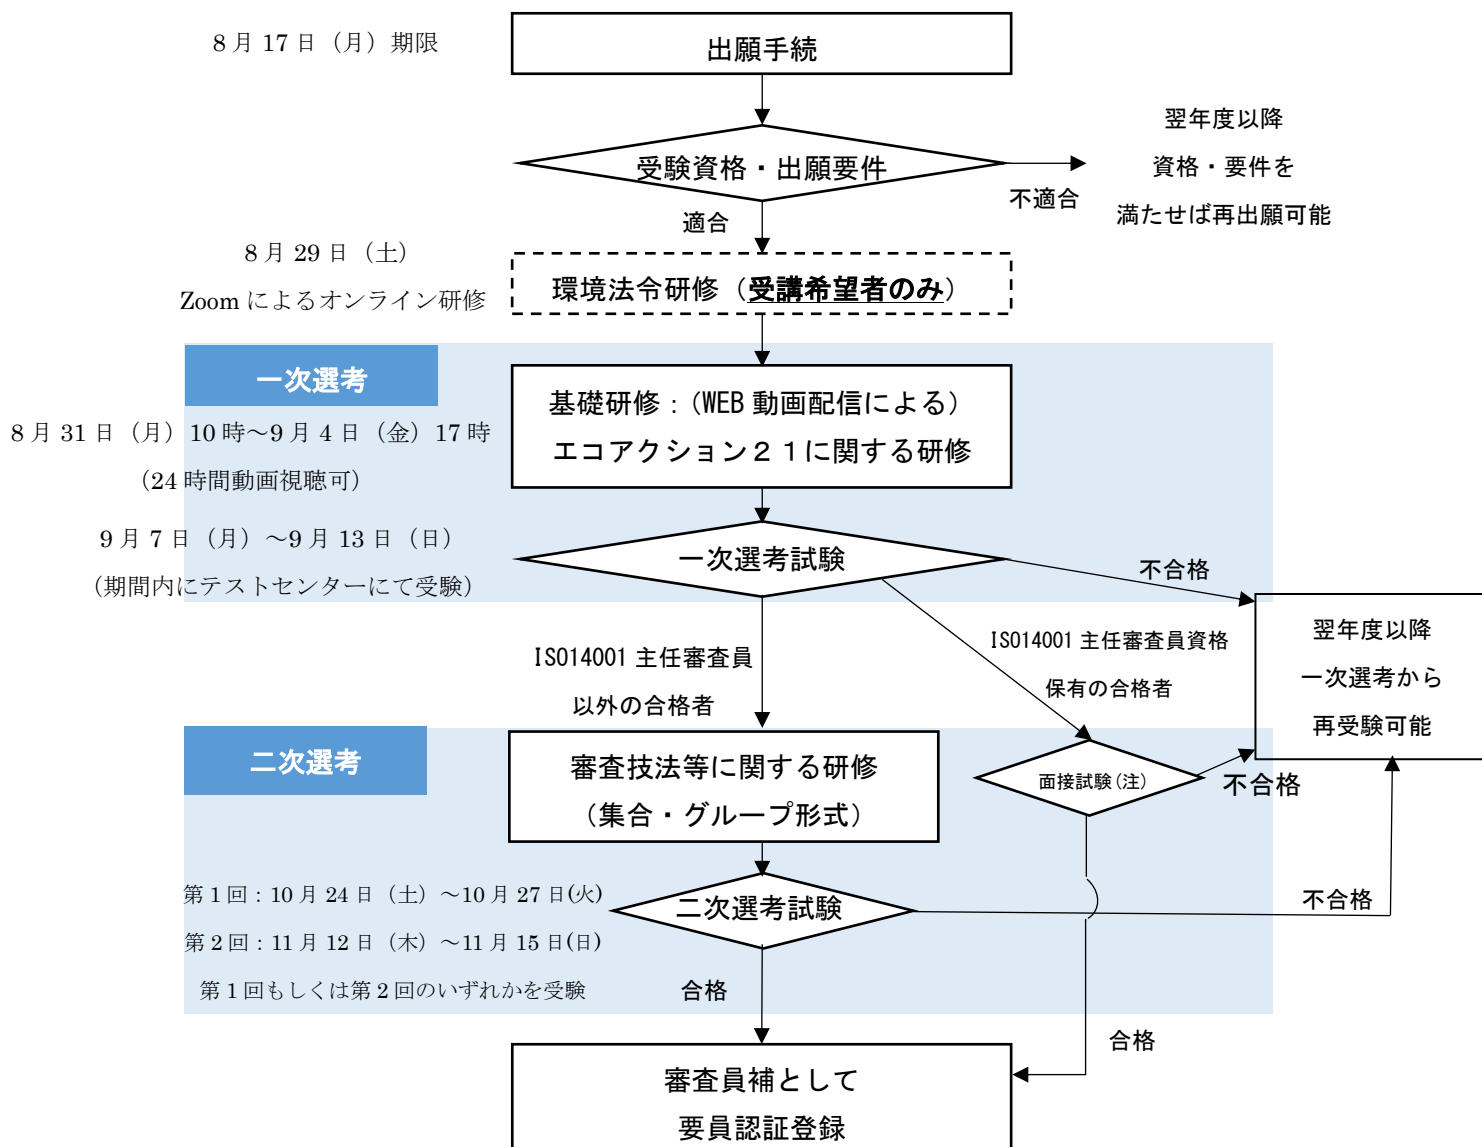 8月17日（月）期限
出願手続
受験資格・出願要件
不適合
翌年度以降
資格・要件を
満たせば再出願可能
適合
8月29日（土）
Zoomによるオンライン研修
環境法令研修（受講希望者のみ）
一次選考
基礎研修：（WEB動画配信による）
エコアクション２１に関する研修
8月31日（月）10時～9月4日（金）17時
（24時間動画視聴可）
9月7日（月）～9月13日（日）
（期間内にテストセンターにて受験）
一次選考試験
不合格
ISO14001主任審査員
以外の合格者
ISO14001主任審査員資格
保有の合格者
翌年度以降
一次選考から
再受験可能
二次選考
審査技法等に関する研修
（集合・グループ形式）
面接試験(注)
不合格
第1回：10月24日（土）～10月27日(火)
第2回：11月12日（木）～11月15日(日)
第1回もしくは第2回のいずれかを受験
二次選考試験
不合格
合格
合格
審査員補として
要員認証登録